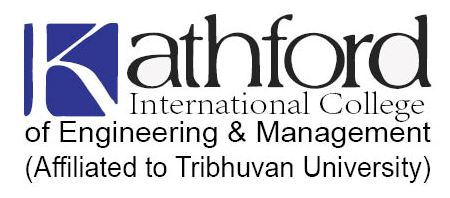 Kathford
International College
of Engineering & Management
(Affiliated to Tribhuvan University)